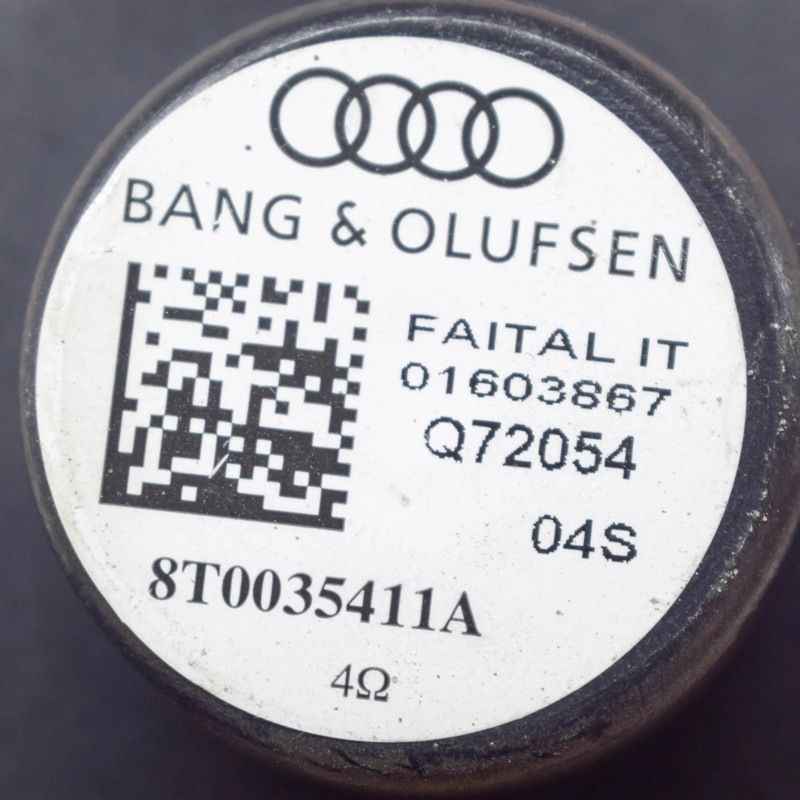 BANG & OLUFSEN
FAITAL IT
01603867
Q72054
04S
8T0035411A
4Ω